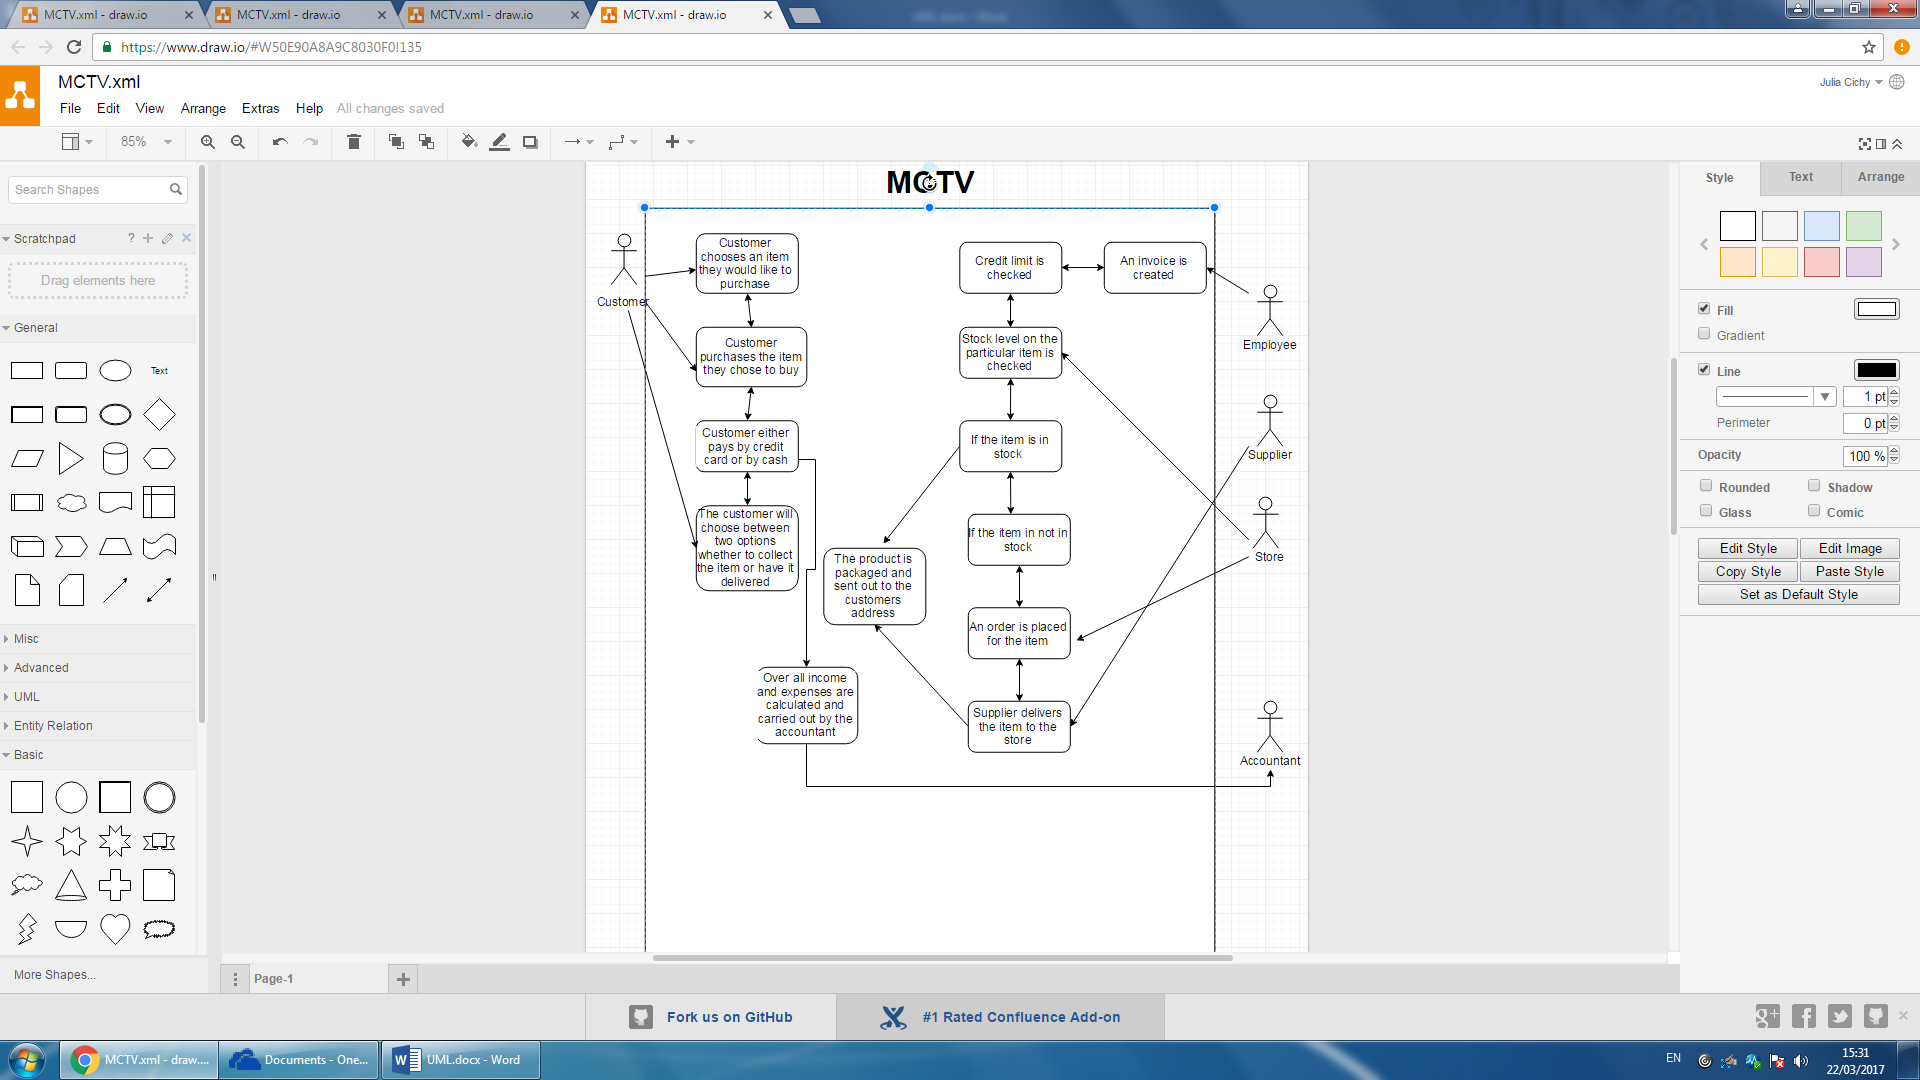 MCTV.xml - draw.io
MCTV.xml - draw.io
MCTV.xml - draw.io
MCTV.xml - draw.io
https://www.draw.io/#W50E90A8A9C8030F0!135
MCTV.xml
Julia Cichy
File Edit View Arrange Extras Help All changes saved
85%
Search Shapes
Scratchpad
?
Drag elements here
General
Text
Misc
Advanced
UML
Entity Relation
Basic
More Shapes...
MCTV
Customer
Customer
chooses an item
they would like to
purchase
Customer
purchases the item
they chose to buy
Customer either
pays by credit
card or by cash
The customer will
choose between
two options
whether to collect
the item or have it
delivered
The product is
packaged and
sent out to the
customers
address
Over all income
and expenses are
calculated and
carried out by the
accountant
Credit limit is
checked
An invoice is
created
Stock level on the
particular item is
checked
If the item is in
stock
If the item in not in
stock
An order is placed
for the item
Supplier delivers
the item to the
store
Employee
Supplier
Store
Accountant
Style Text Arrange
Fill
Gradient
Line
1 pt
Perimeter
0 pt
Opacity
100 %
Rounded Shadow
Glass Comic
Edit Style Edit Image
Copy Style Paste Style
Set as Default Style
Page-1
Fork us on GitHub
#1 Rated Confluence Add-on
MCTV.xml - draw....
Documents - One...
UML.docx - Word
EN
15:31
22/03/2017